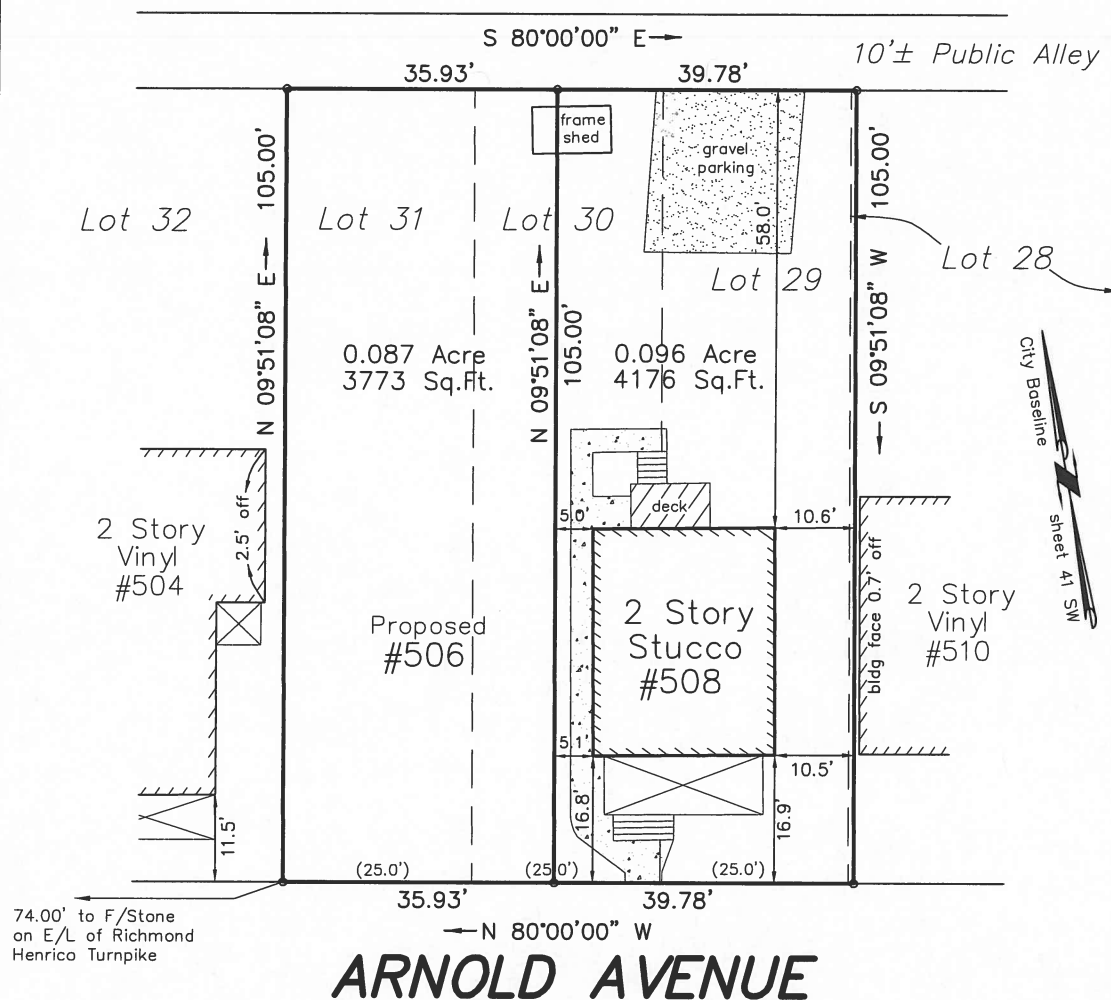 S 80°00'00" E
10'± Public Alley
35.93'
39.78'
frame
shed
gravel
parking
105.00'
105.00'
Lot 32
Lot 31
Lot 30
58.0'
Lot 29
Lot 28
N 09°51'08" E
N 09°51'08" E
105.00'
S 09°51'08" W
0.087 Acre
3773 Sq.Ft.
0.096 Acre
4176 Sq.Ft.
City Baseline
sheet 41 SW
2.5' off
deck
5.0'
10.6'
2 Story
Vinyl
#504
Proposed
#506
2 Story
Stucco
#508
bldg face 0.7' off
2 Story
Vinyl
#510
5.1'
10.5'
11.5'
16.8'
16.9'
(25.0')
(25.0')
(25.0')
35.93'
39.78'
74.00' to F/Stone
on E/L of Richmond
Henrico Turnpike
N 80°00'00" W
ARNOLD AVENUE